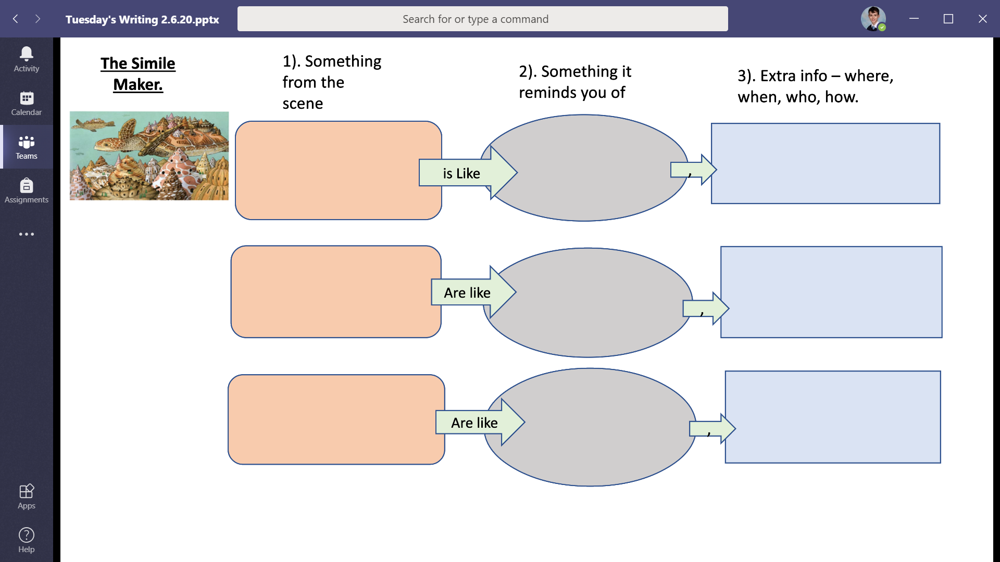 Tuesday's Writing 2.6.20.pptx
Search for or type a command
Activity
Calendar
Teams
Assignments
Apps
Help
The Simile
Maker.
1). Something
from the
scene
2). Something it
reminds you of
3). Extra info – where,
when, who, how.
is Like
,
Are like
,
Are like
,